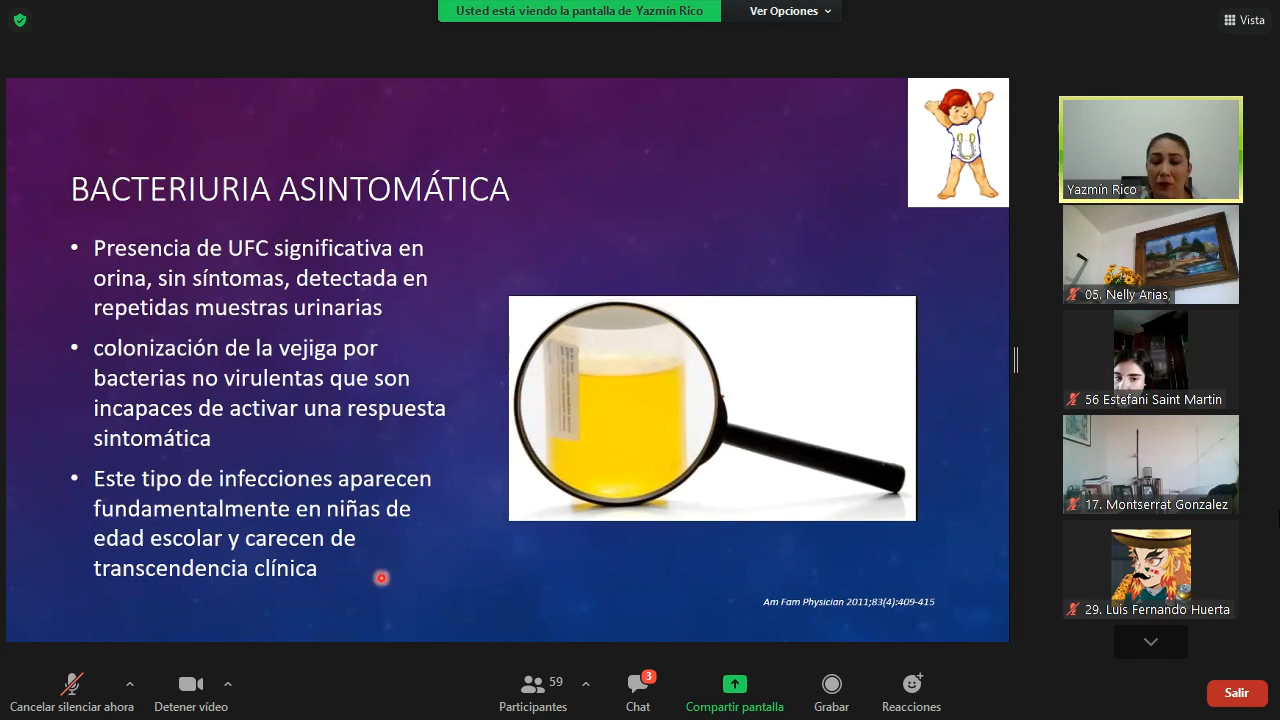 Usted está viendo la pantalla de Yazmín Rico
Ver Opciones
Vista
BACTERIURIA ASINTOMÁTICA
• Presencia de UFC significativa en
orina, sin síntomas, detectada en
repetidas muestras urinarias
• colonización de la vejiga por
bacterias no virulentas que son
incapaces de activar una respuesta
sintomática
• Este tipo de infecciones aparecen
fundamentalmente en niñas de
edad escolar y carecen de
transcendencia clínica
Am Fam Physician 2011;83(4):409-415
Yazmín Rico
05. Nelly Arias,
56 Estefani Saint Martin
17. Montserrat Gonzalez
29. Luis Fernando Huerta
Cancelar silenciar ahora
Detener vídeo
59
Participantes
3
Chat
Compartir pantalla
Grabar
Reacciones
Salir